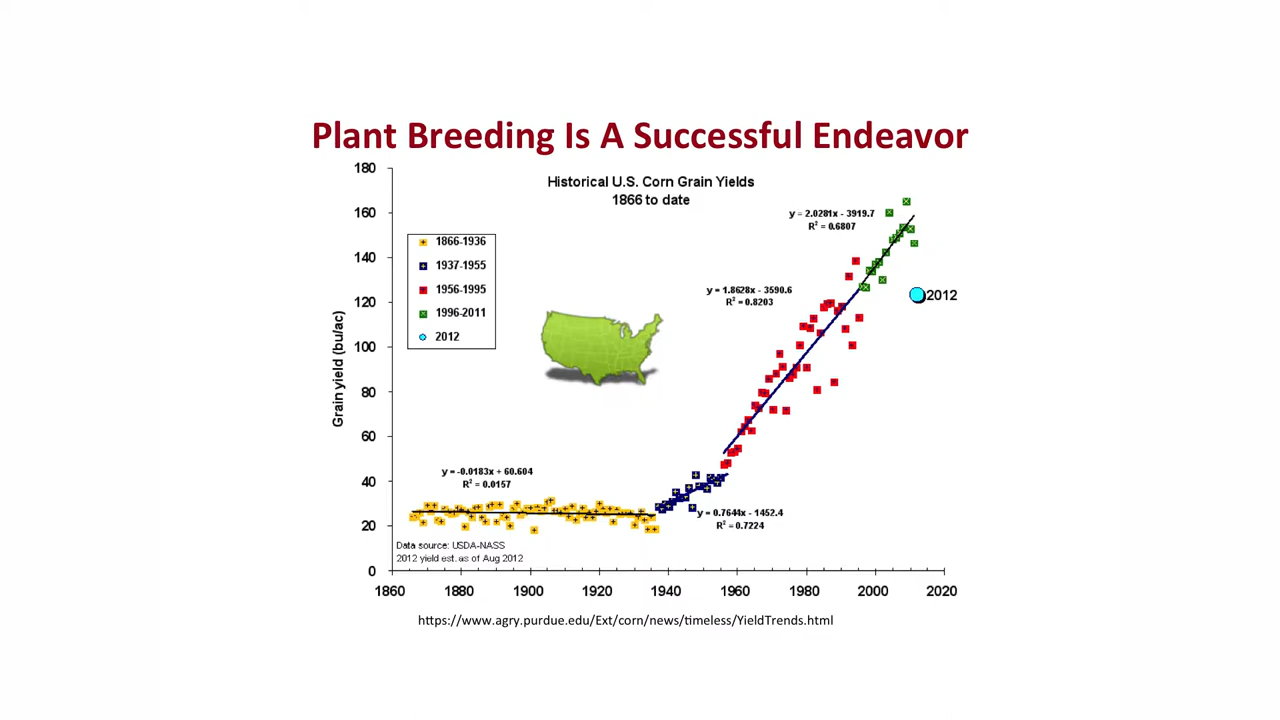 Plant Breeding Is A Successful Endeavor
Historical U.S. Corn Grain Yields
1866 to date
180
160
140
120
100
80
60
40
20
0
Grain yield (bu/ac)
1866-1936
1937-1955
1956-1995
1996-2011
2012
y = 2.0281x - 3919.7
R² = 0.6807
y = 1.8628x - 3590.6
R² = 0.8203
2012
y = -0.0183x + 60.604
R² = 0.0157
y = 0.7644x - 1452.4
R² = 0.7224
Data source: USDA-NASS
2012 yield est. as of Aug 2012
1860 1880 1900 1920 1940 1960 1980 2000 2020
https://www.agry.purdue.edu/Ext/corn/news/timeless/YieldTrends.html